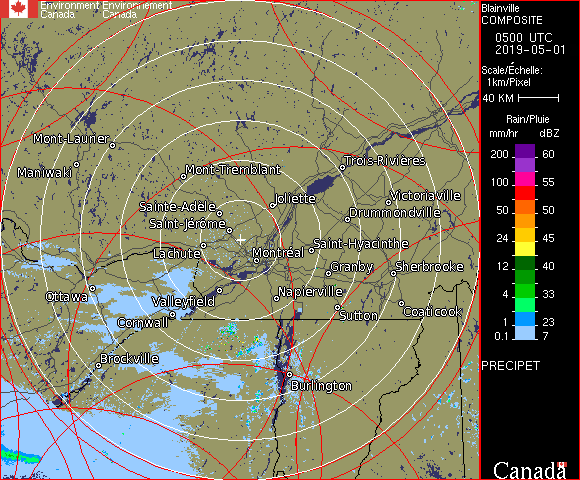 Environment Environnement
Canada Canada
Blainville
COMPOSITE
0500 UTC
2019-05-01
Scale/Échelle:
1km/Pixel
40 KM
Rain/Pluie
mm/hr dBZ
200 60
100 55
50 50
24 45
12 40
4 33
1 23
0.1 7
PRECIPET
Canada
Mont-Laurier
Maniwaki
Mont-Tremblant
Trois-Rivières
Joliette
Victoriaville
Sainte-Adèle
Drummondville
Saint-Jérôme
Lachute
Montréal
Saint-Hyacinthe
Granby
Sherbrooke
Ottawa
Valleyfield
Napierville
Cornwall
Sutton
Coaticook
Brockville
Burlington